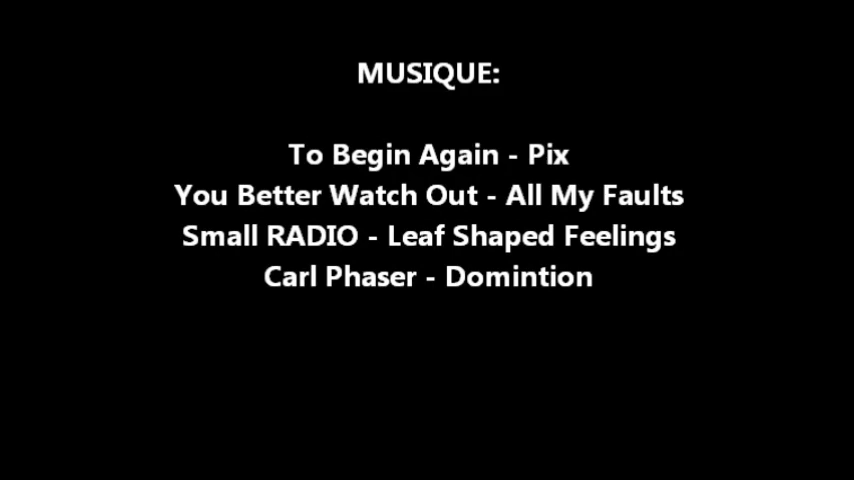 MUSIQUE:
To Begin Again - Pix
You Better Watch Out - All My Faults
Small RADIO - Leaf Shaped Feelings
Carl Phaser - Domintion